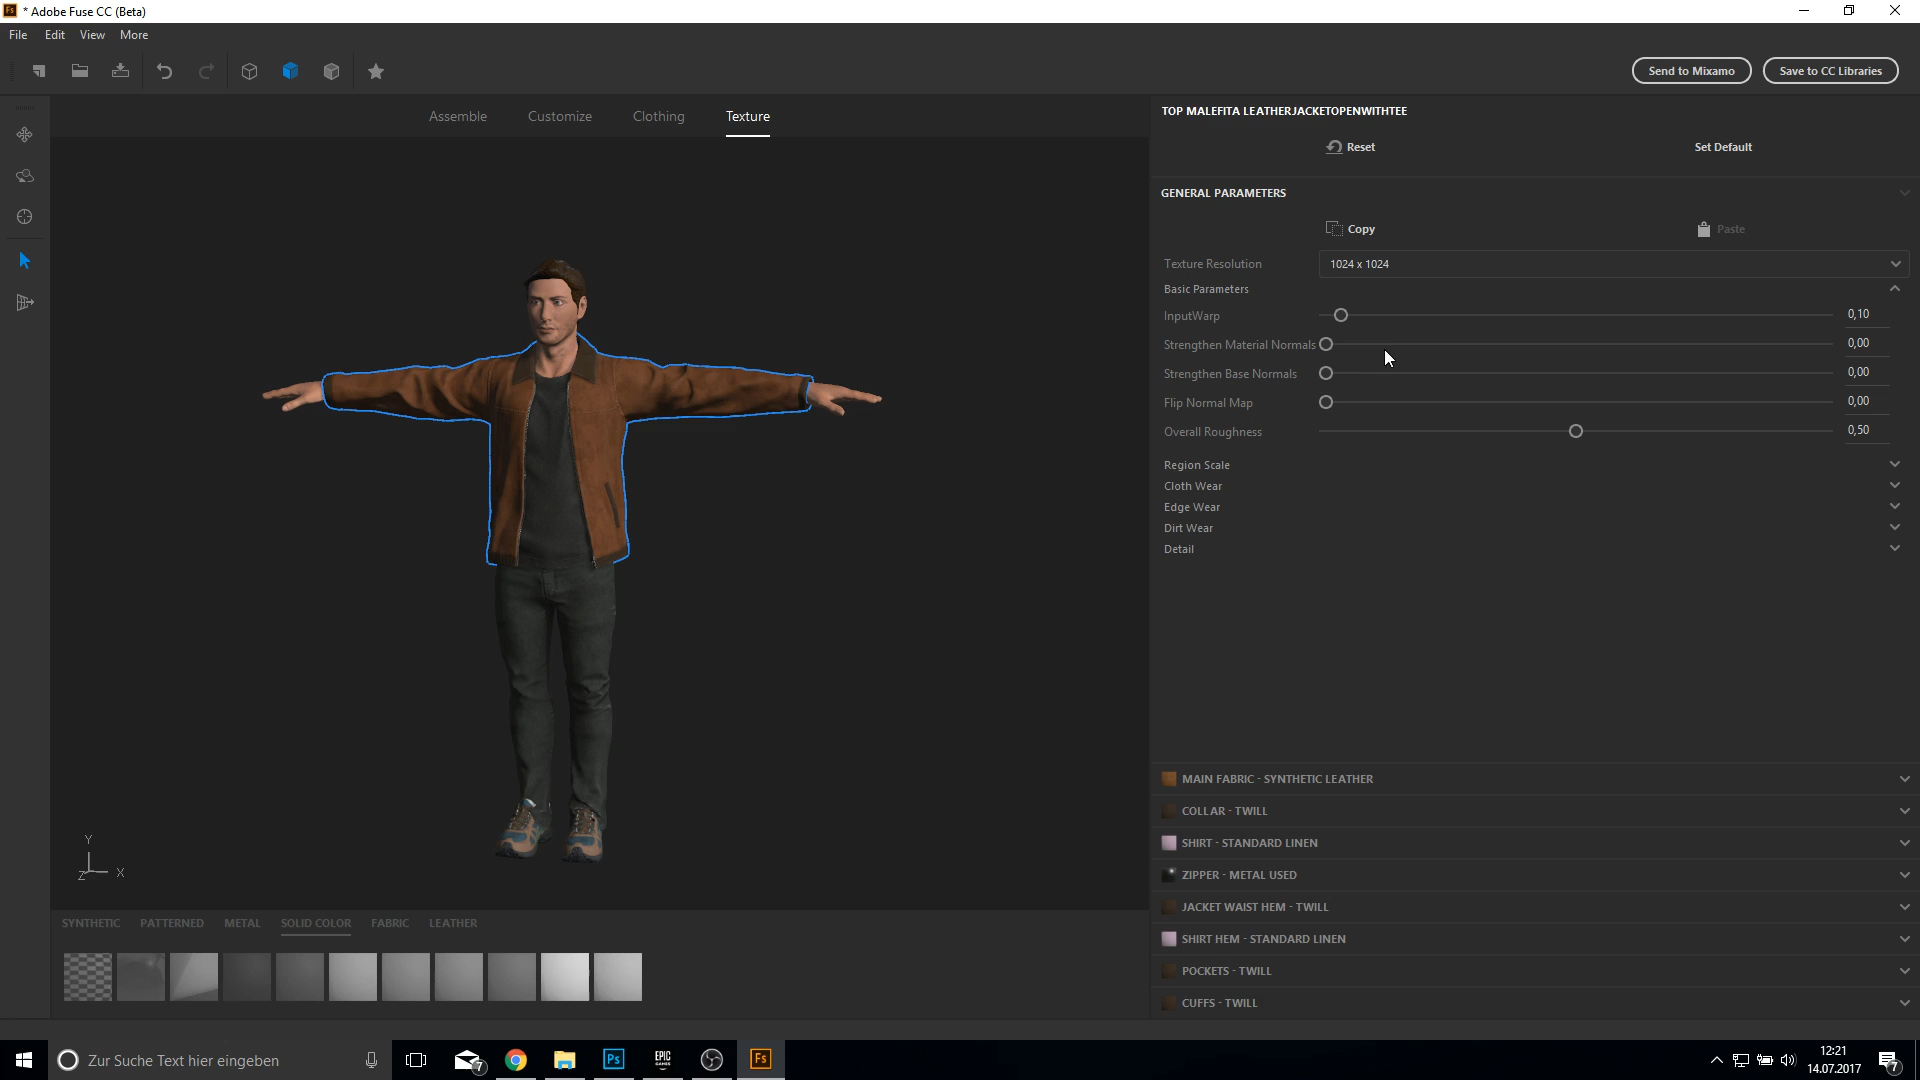 Fs * Adobe Fuse CC (Beta)
File Edit View More
Send to Mixamo Save to CC Libraries
Assemble Customize Clothing Texture
TOP MALEFITA LEATHERJACKETOPENWITHTEE
Reset Set Default
GENERAL PARAMETERS
Copy Paste
Texture Resolution 1024 x 1024
Basic Parameters
InputWarp 0,10
Strengthen Material Normals 0,00
Strengthen Base Normals 0,00
Flip Normal Map 0,00
Overall Roughness 0,50
Region Scale
Cloth Wear
Edge Wear
Dirt Wear
Detail
MAIN FABRIC - SYNTHETIC LEATHER
COLLAR - TWILL
SHIRT - STANDARD LINEN
ZIPPER - METAL USED
JACKET WAIST HEM - TWILL
SHIRT HEM - STANDARD LINEN
POCKETS - TWILL
CUFFS - TWILL
Y
Z X
SYNTHETIC PATTERNED METAL SOLID COLOR FABRIC LEATHER
Zur Suche Text hier eingeben 7 Ps EPIC GAMES Fs 12:21 7
14.07.2017